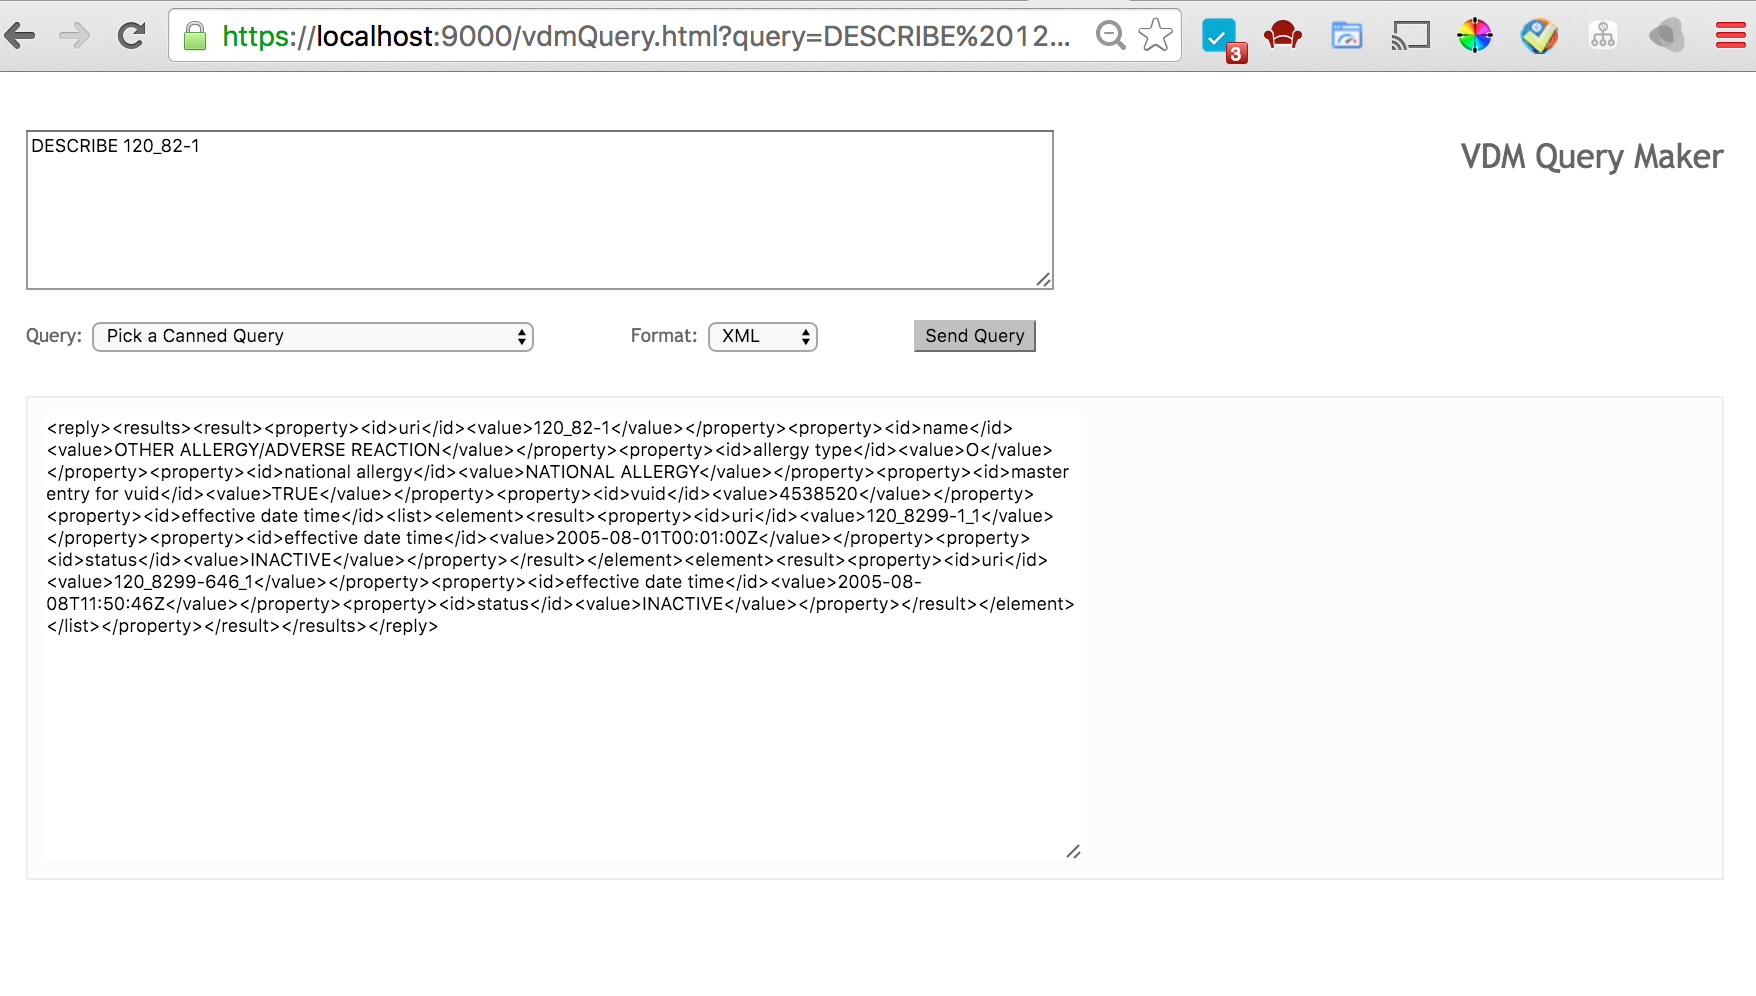 https://localhost:9000/vdmQuery.html?query=DESCRIBE%2012...
3
DESCRIBE 120_82-1
VDM Query Maker
Query: Pick a Canned Query Format: XML Send Query
<reply><results><result><property><id>uri</id><value>120_82-1</value></property><property><id>name</id>
<value>OTHER ALLERGY/ADVERSE REACTION</value></property><property><id>allergy type</id><value>O</value>
</property><property><id>national allergy</id><value>NATIONAL ALLERGY</value></property><property><id>master
entry for vuid</id><value>TRUE</value></property><property><id>vuid</id><value>4538520</value></property>
<property><id>effective date time</id><list><element><result><property><id>uri</id><value>120_8299-1_1</value>
</property><property><id>effective date time</id><value>2005-08-01T00:01:00Z</value></property><property>
<id>status</id><value>INACTIVE</value></property></result></element><element><result><property><id>uri</id>
<value>120_8299-646_1</value></property><property><id>effective date time</id><value>2005-08-
08T11:50:46Z</value></property><property><id>status</id><value>INACTIVE</value></property></result></element>
</list></property></result></results></reply>